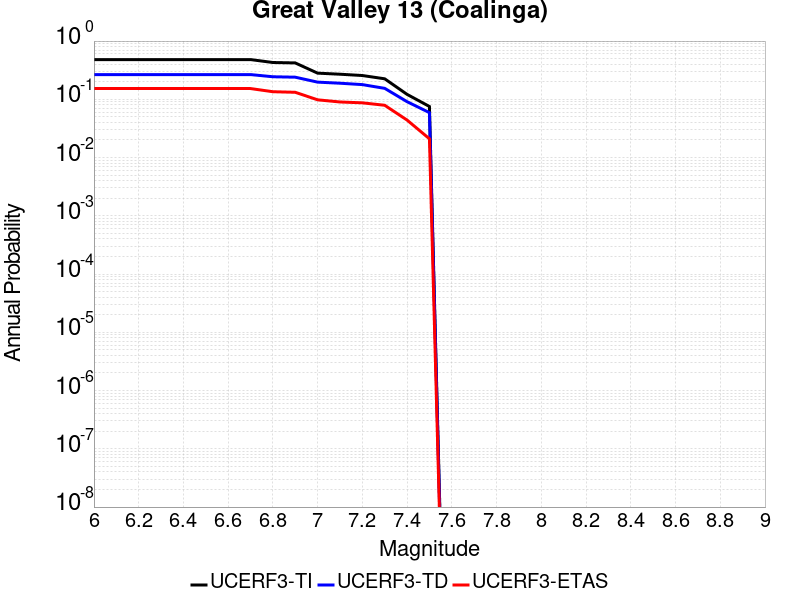 Great Valley 13 (Coalinga)
10^0
10^-1
10^-2
10^-3
10^-4
10^-5
10^-6
10^-7
10^-8
Annual Probability
6 6.2 6.4 6.6 6.8 7 7.2 7.4 7.6 7.8 8 8.2 8.4 8.6 8.8 9
Magnitude
UCERF3-TI UCERF3-TD UCERF3-ETAS